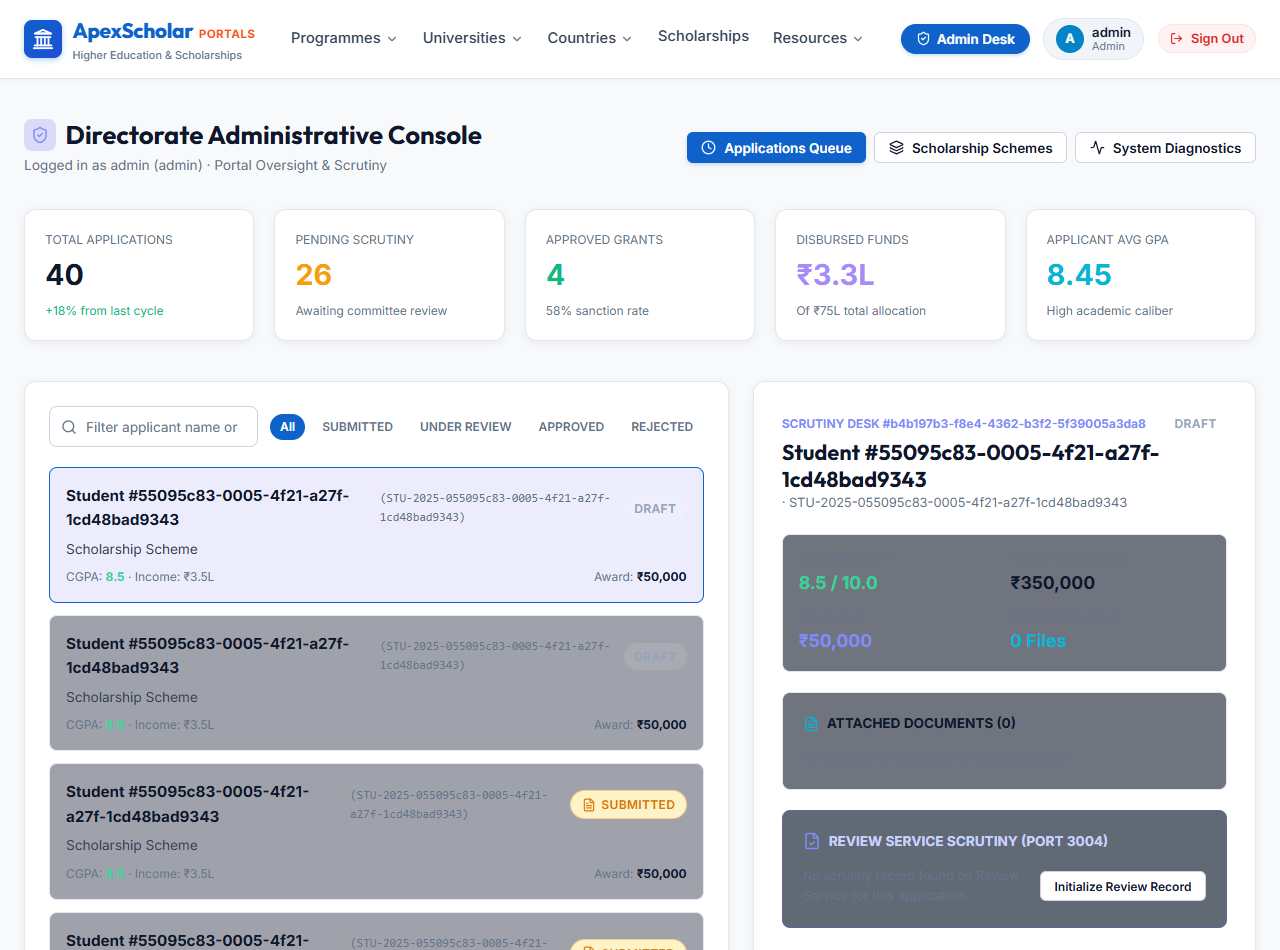 ApexScholar PORTALS
Higher Education & Scholarships
Programmes
Universities
Countries
Scholarships
Resources
Admin Desk
A
admin
Admin
Sign Out
Directorate Administrative Console
Logged in as admin (admin) · Portal Oversight & Scrutiny
Applications Queue
Scholarship Schemes
System Diagnostics
TOTAL APPLICATIONS
40
+18% from last cycle
PENDING SCRUTINY
26
Awaiting committee review
APPROVED GRANTS
4
58% sanction rate
DISBURSED FUNDS
₹3.3L
Of ₹75L total allocation
APPLICANT AVG GPA
8.45
High academic caliber
Filter applicant name or
All
SUBMITTED
UNDER REVIEW
APPROVED
REJECTED
Student #55095c83-0005-4f21-a27f-
1cd48bad9343
(STU-2025-055095c83-0005-4f21-a27f-
1cd48bad9343)
DRAFT
Scholarship Scheme
CGPA: 8.5 · Income: ₹3.5L
Award: ₹50,000
Student #55095c83-0005-4f21-a27f-
1cd48bad9343
(STU-2025-055095c83-0005-4f21-a27f-
1cd48bad9343)
DRAFT
Scholarship Scheme
CGPA: 8.5 · Income: ₹3.5L
Award: ₹50,000
Student #55095c83-0005-4f21-
a27f-1cd48bad9343
(STU-2025-055095c83-0005-4f21-
a27f-1cd48bad9343)
SUBMITTED
Scholarship Scheme
CGPA: 8.5 · Income: ₹3.5L
Award: ₹50,000
Student #55095c83-0005-4f21-
(STU-2025-055095c83-0005-4f21-
SUBMITTED
SCRUTINY DESK #b4b197b3-f8e4-4362-b3f2-5f39005a3da8
DRAFT
Student #55095c83-0005-4f21-a27f-
1cd48bad9343
· STU-2025-055095c83-0005-4f21-a27f-1cd48bad9343
8.5 / 10.0
₹350,000
₹50,000
0 Files
ATTACHED DOCUMENTS (0)
REVIEW SERVICE SCRUTINY (PORT 3004)
No scrutiny record found on Review
Service for this application.
Initialize Review Record